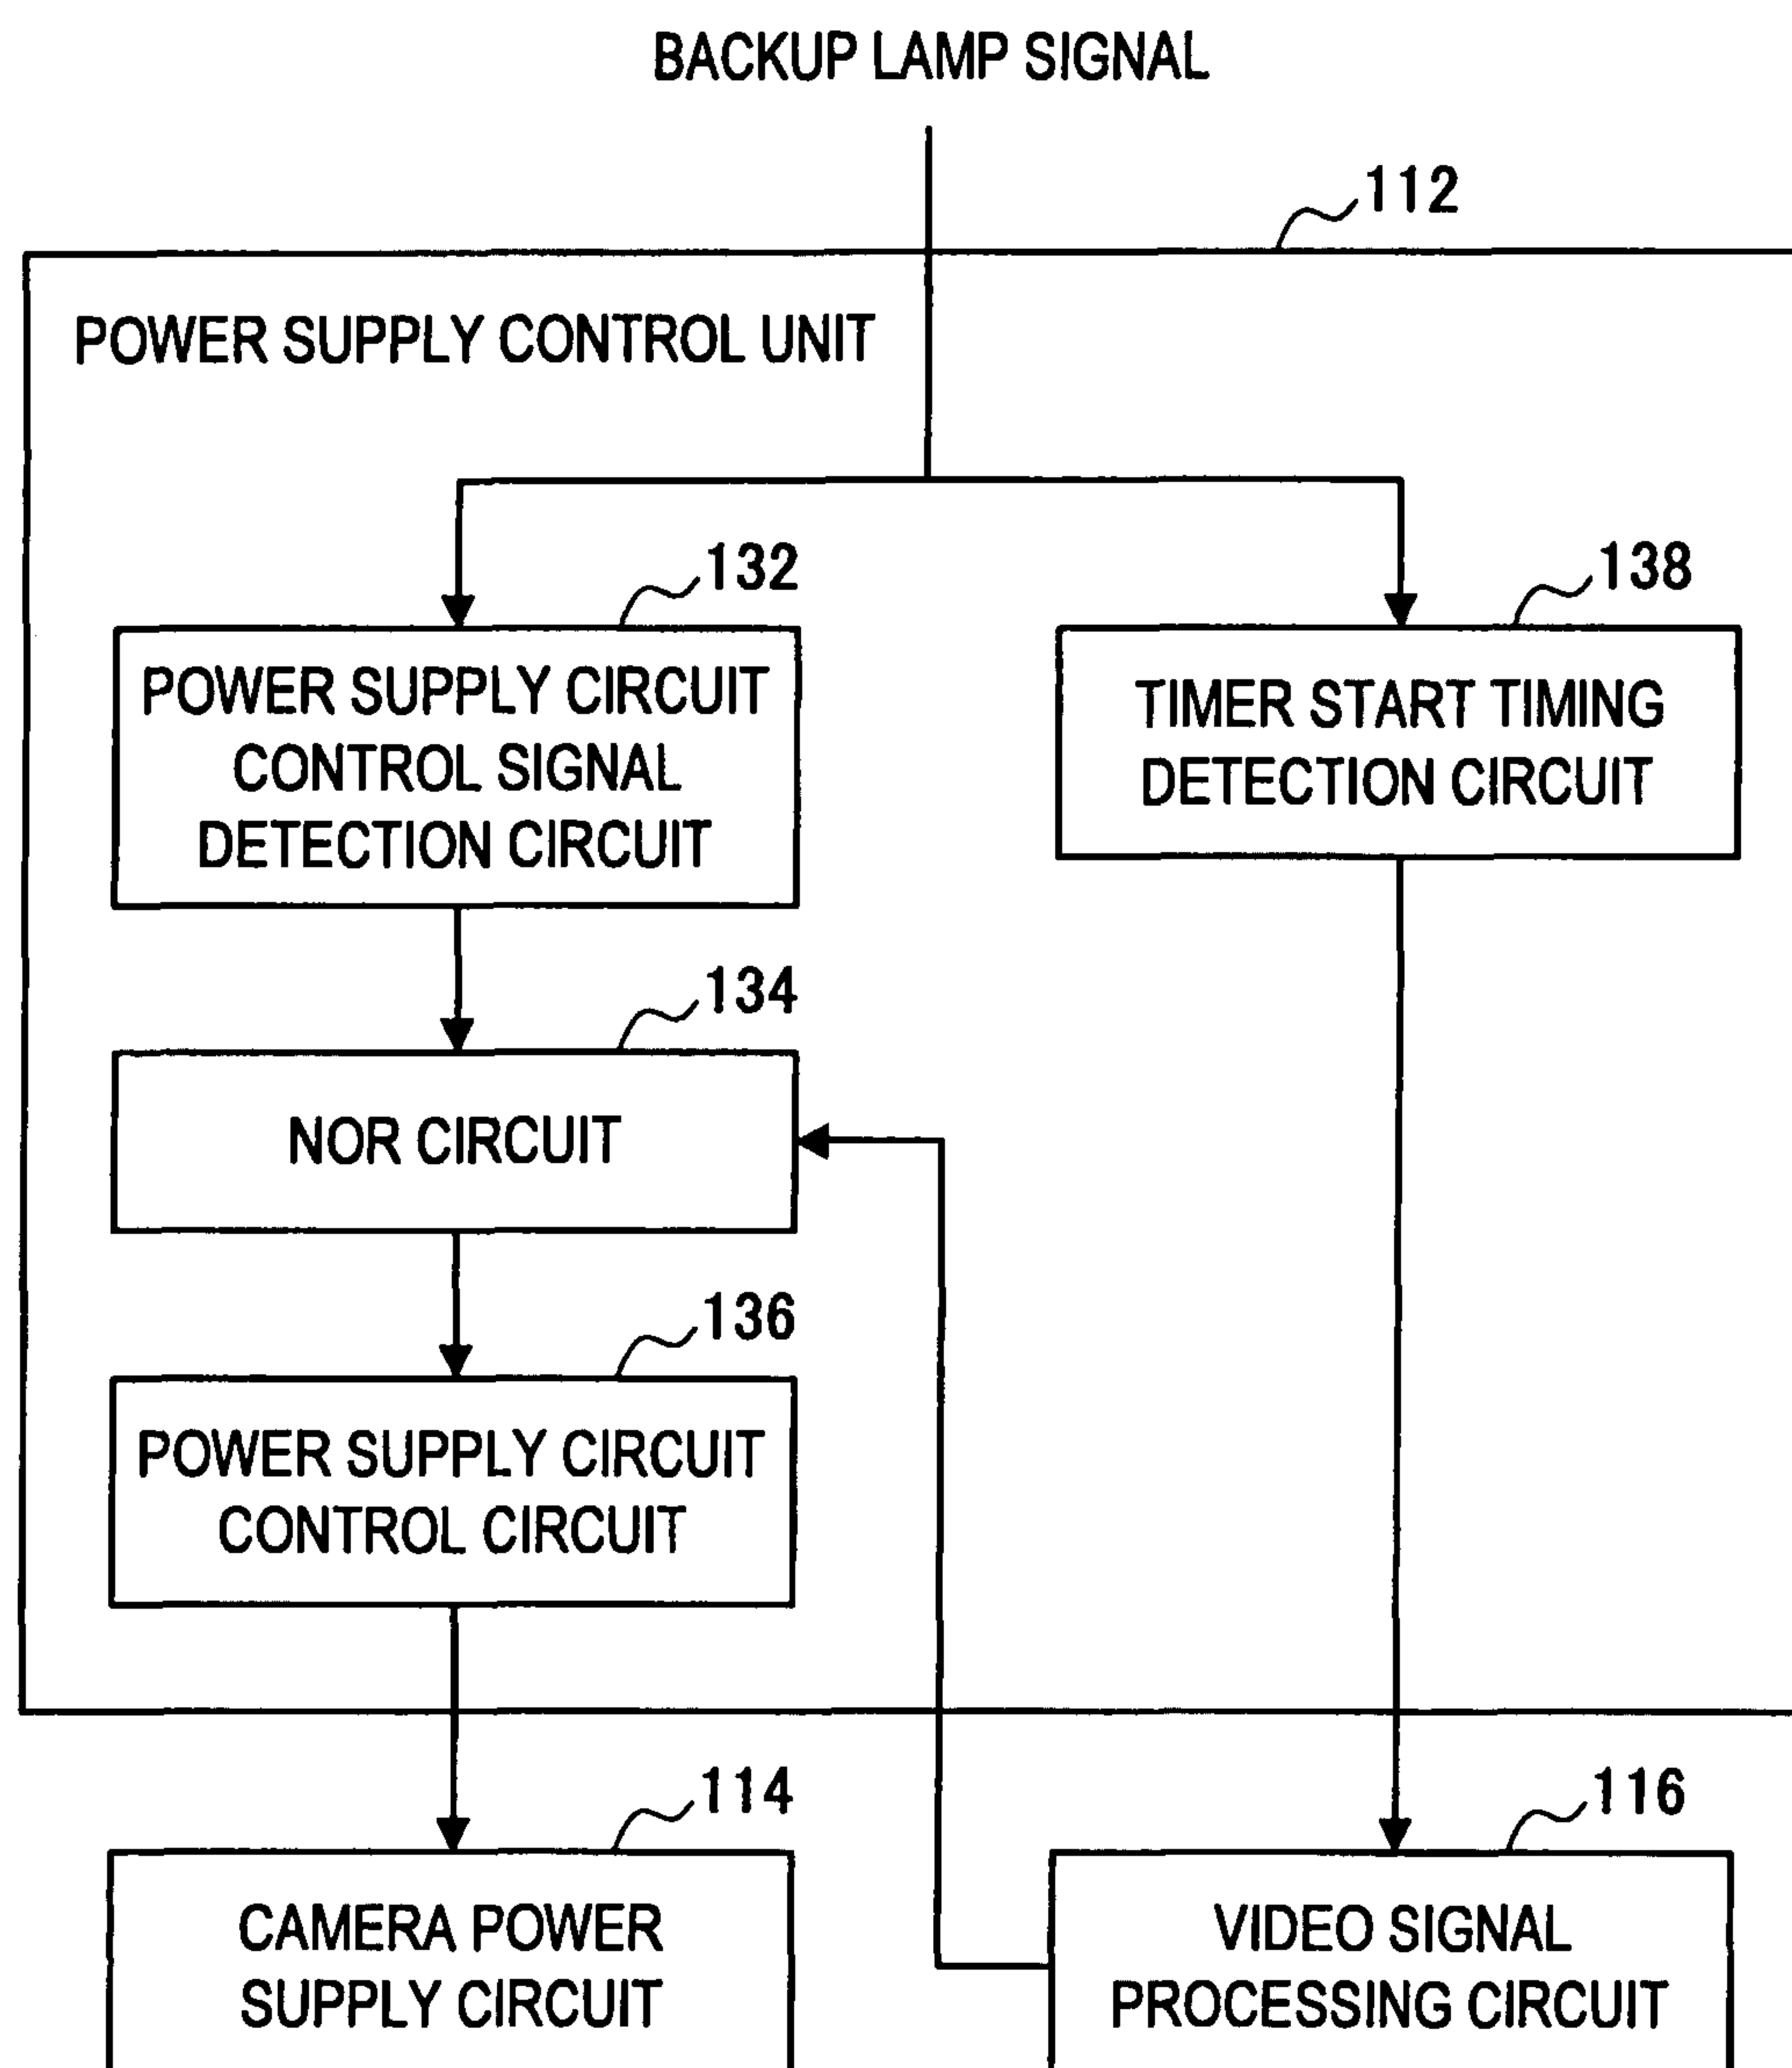 BACKUP LAMP SIGNAL
112
POWER SUPPLY CONTROL UNIT
132
138
POWER SUPPLY CIRCUIT
CONTROL SIGNAL
DETECTION CIRCUIT
TIMER START TIMING
DETECTION CIRCUIT
134
NOR CIRCUIT
136
POWER SUPPLY CIRCUIT
CONTROL CIRCUIT
114
116
CAMERA POWER
SUPPLY CIRCUIT
VIDEO SIGNAL
PROCESSING CIRCUIT